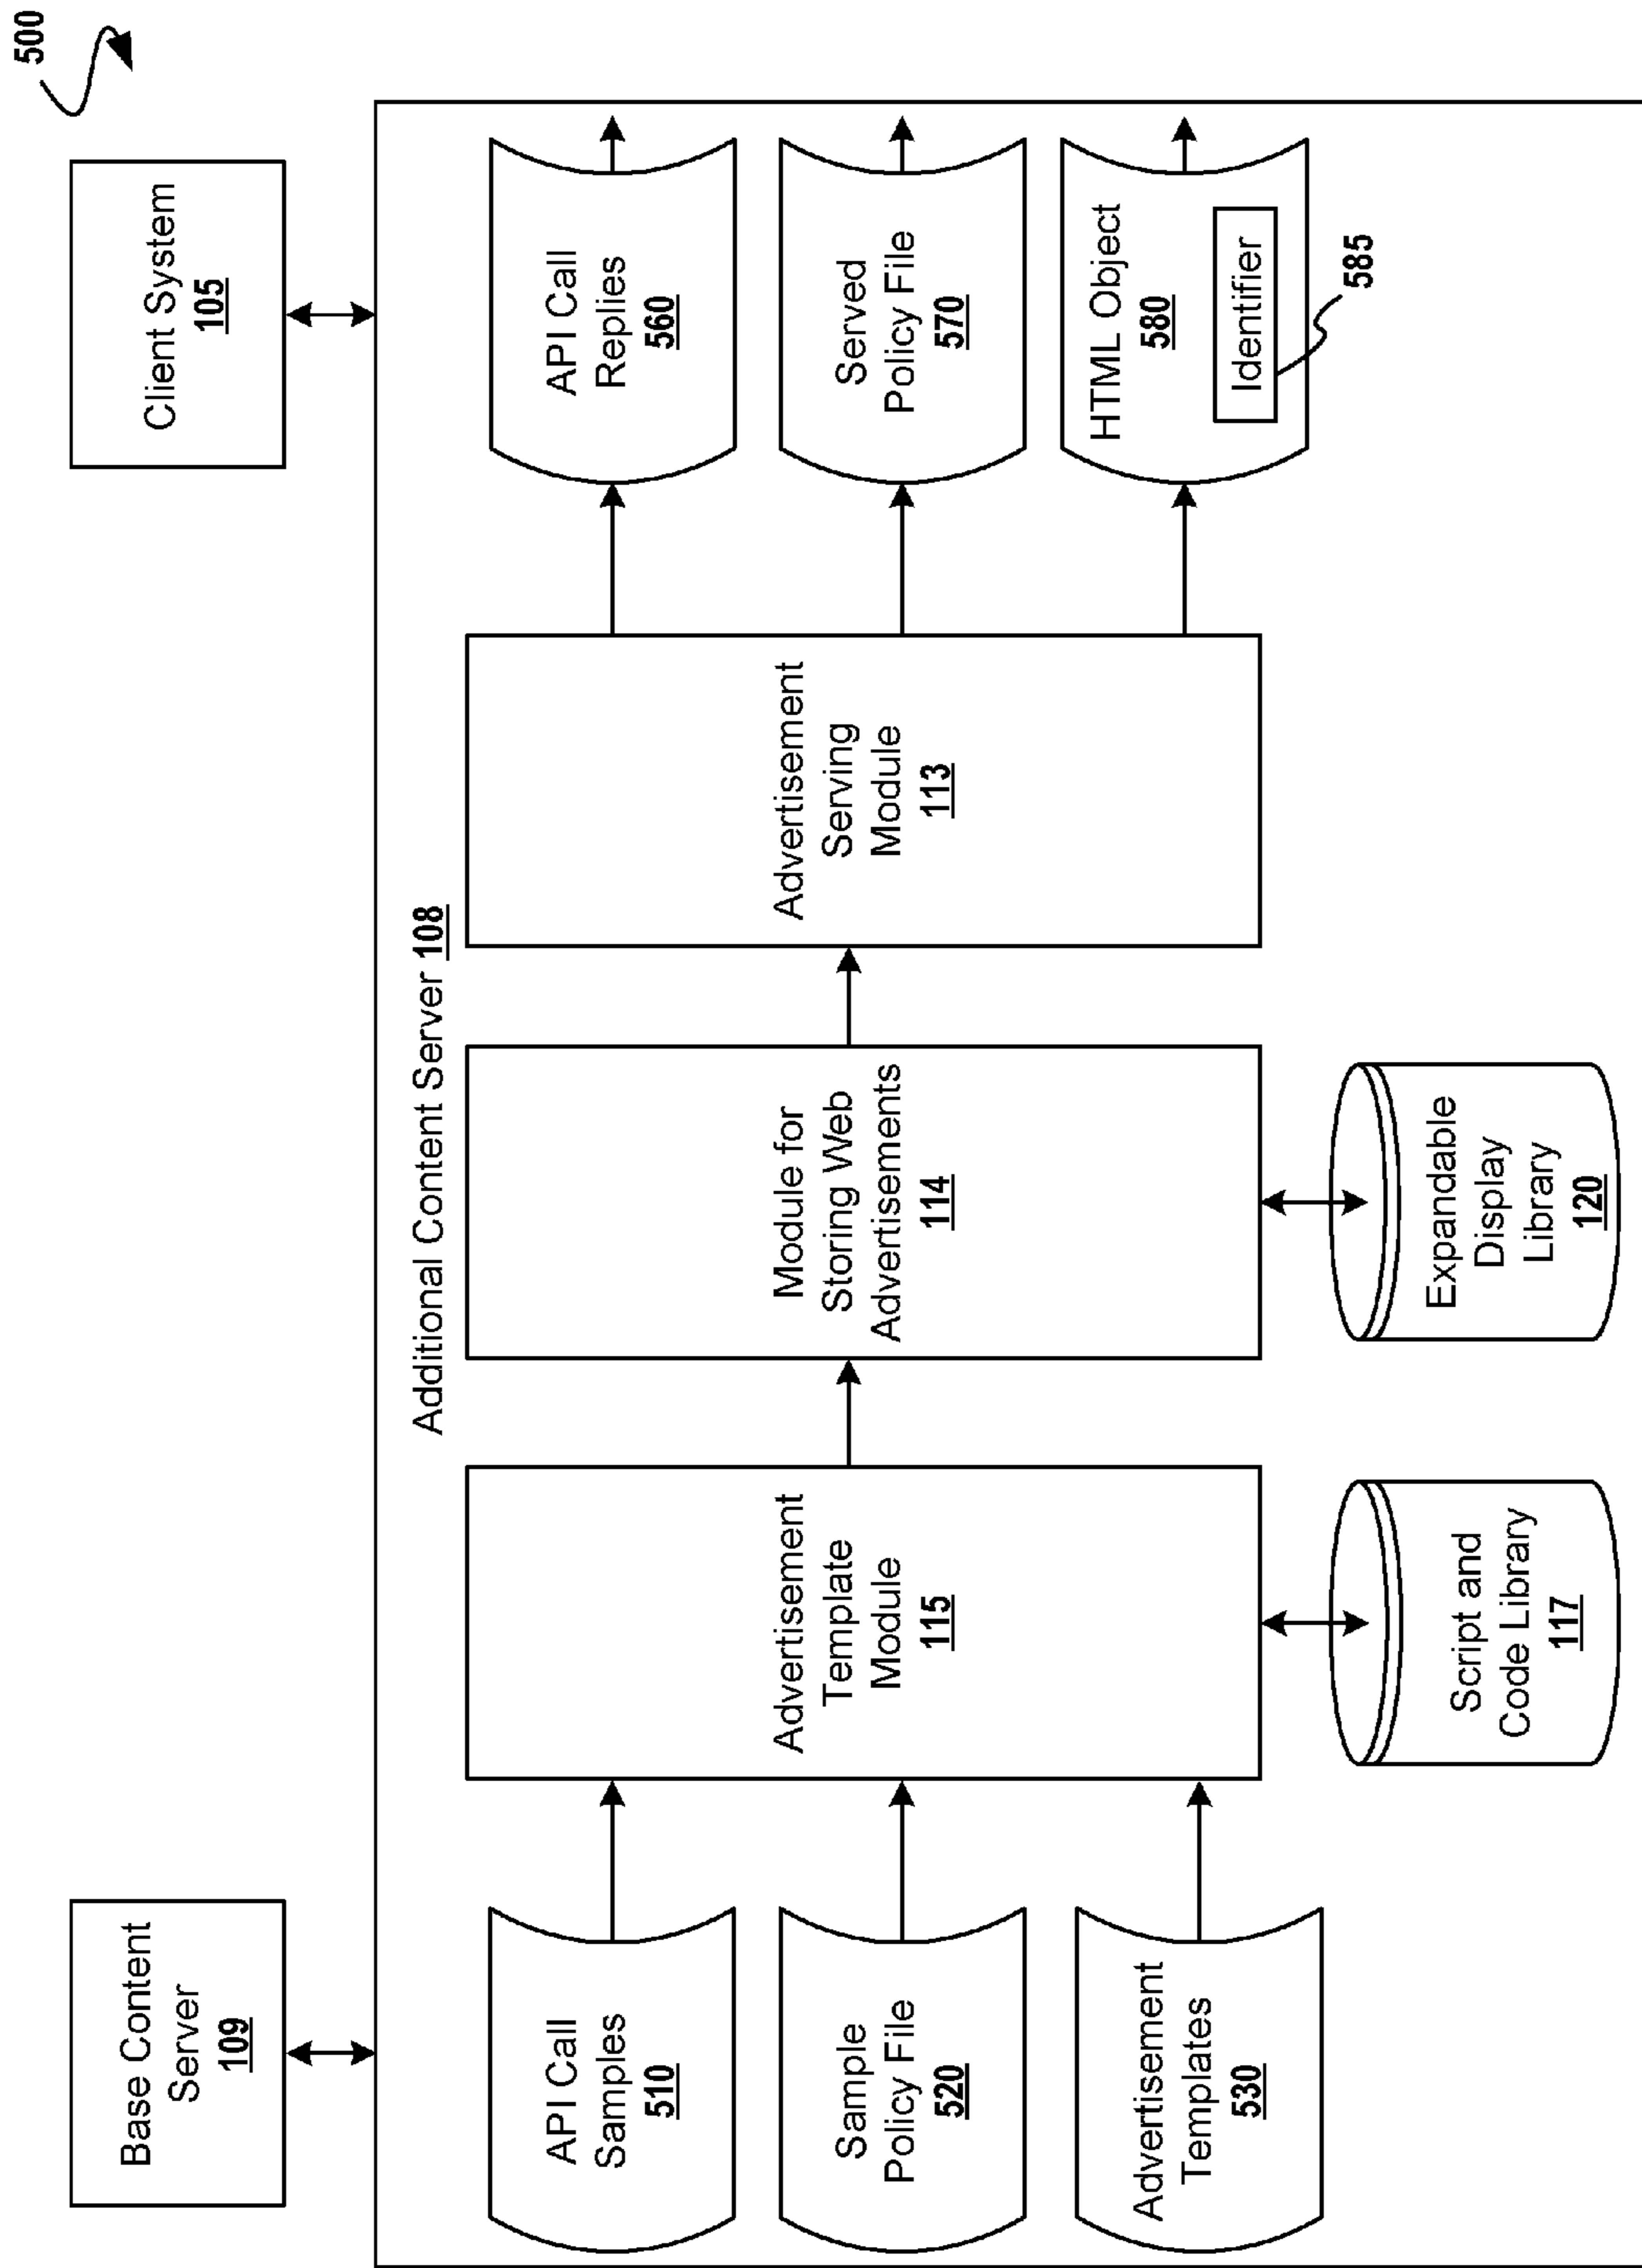 500
Base Content
Server
109
Client System
105
Additional Content Server 108
API Call
Samples
510
Sample
Policy File
520
Advertisement
Templates
530
Advertisement
Template
Module
115
Module for
Storing Web
Advertisements
114
Advertisement
Serving
Module
113
API Call
Replies
560
Served
Policy File
570
HTML Object
580
Identifier
585
Script and
Code Library
117
Expandable
Display
Library
120